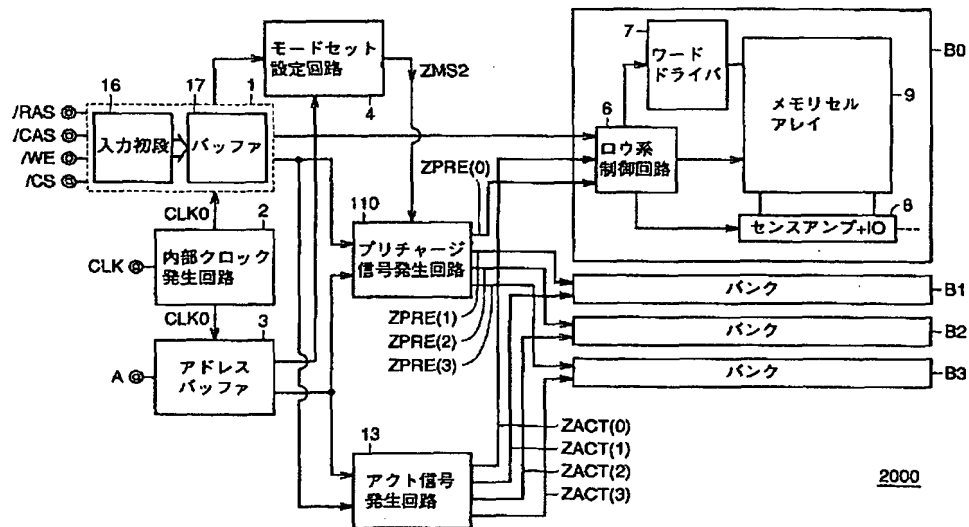 モードセット
設定回路
4
ZMS2
16
17
1
/RAS
/CAS
/WE
/CS
入力初段
バッファ
CLK0
2
CLK
内部クロック
発生回路
CLK0
3
A
アドレス
バッファ
110
プリチャージ
信号発生回路
ZPRE(0)
ZPRE(1)
ZPRE(2)
ZPRE(3)
13
アクト信号
発生回路
ZACT(0)
ZACT(1)
ZACT(2)
ZACT(3)
7
ワード
ドライバ
6
ロウ系
制御回路
メモリセル
アレイ
9
8
センスアンプ+IO
B0
バンク
B1
バンク
B2
バンク
B3
2000